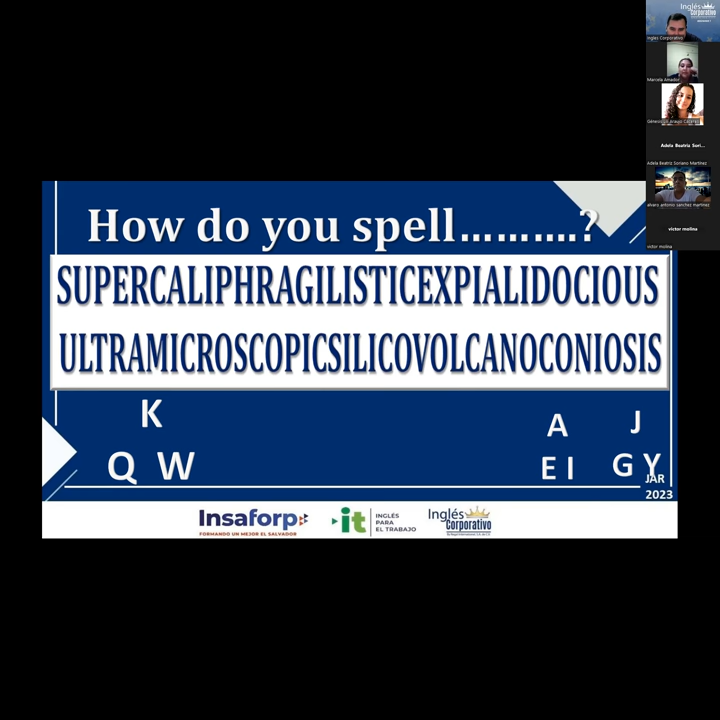 How do you spell..........?
SUPERCALIPHRAGILISTICEXPIALIDOCIOUS
ULTRAMICROSCOPICSILICOVOLCANOCONIOSIS
K
Q W
A
E I
J
G Y
JAR
2023
Insaforp
FORMANDO UN MEJOR EL SALVADOR
it
INGLÉS
PARA
EL TRABAJO
Inglés
Corporativo
Inglés
Corporativo
Inglés Corporativo
Marcela Amador
Adela Beatriz Sori...
Adela Beatriz Soriano Martínez
alvaro antonio sanchez martinez
victor molina
victor molina